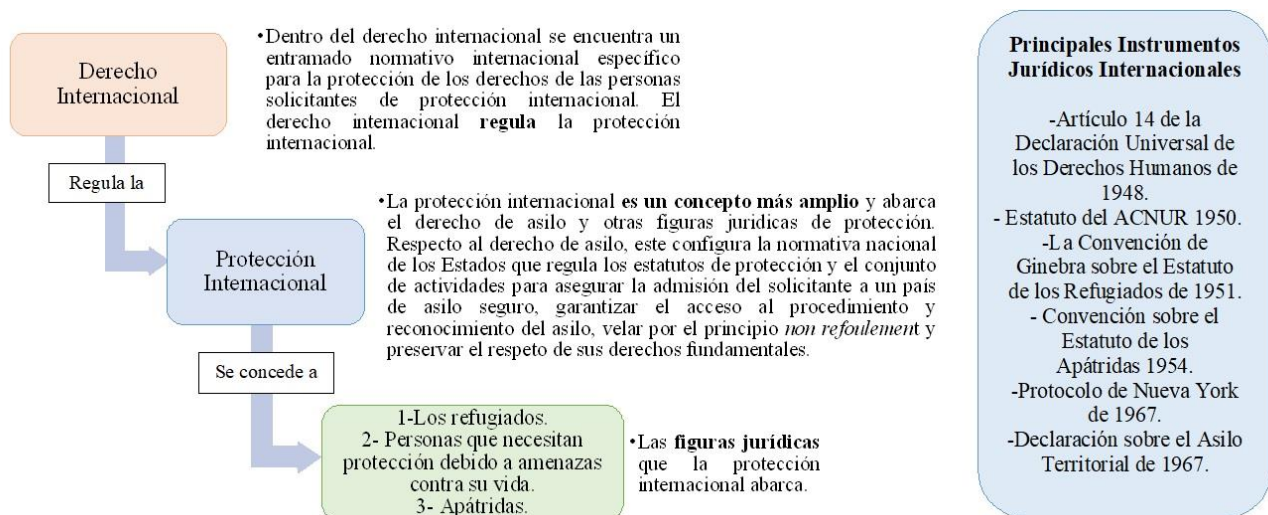 Derecho
Internacional
•Dentro del derecho internacional se encuentra un
entramado normativo internacional específico
para la protección de los derechos de las personas
solicitantes de protección internacional. El
derecho internacional regula la protección
internacional.
Regula la
Protección
Internacional
•La protección internacional es un concepto más amplio y abarca
el derecho de asilo y otras figuras juridicas de protección.
Respecto al derecho de asilo, este configura la normativa nacional
de los Estados que regula los estatutos de protección y el conjunto
de actividades para asegurar la admisión del solicitante a un país
de asilo seguro, garantizar el acceso al procedimiento y
reconocimiento del asilo, velar por el principio non refoulement y
preservar el respeto de sus derechos fundamentales.
Se concede a
1-Los refugiados.
2- Personas que necesitan
protección debido a amenazas
contra su vida.
3- Apátridas.
•Las figuras jurídicas
que la protección
internacional abarca.
Principales Instrumentos
Jurídicos Internacionales
-Artículo 14 de la
Declaración Universal de
los Derechos Humanos de
1948.
- Estatuto del ACNUR 1950.
-La Convención de
Ginebra sobre el Estatuto
de los Refugiados de 1951.
- Convención sobre el
Estatuto de los
Apátridas 1954.
-Protocolo de Nueva York
de 1967.
-Declaración sobre el Asilo
Territorial de 1967.